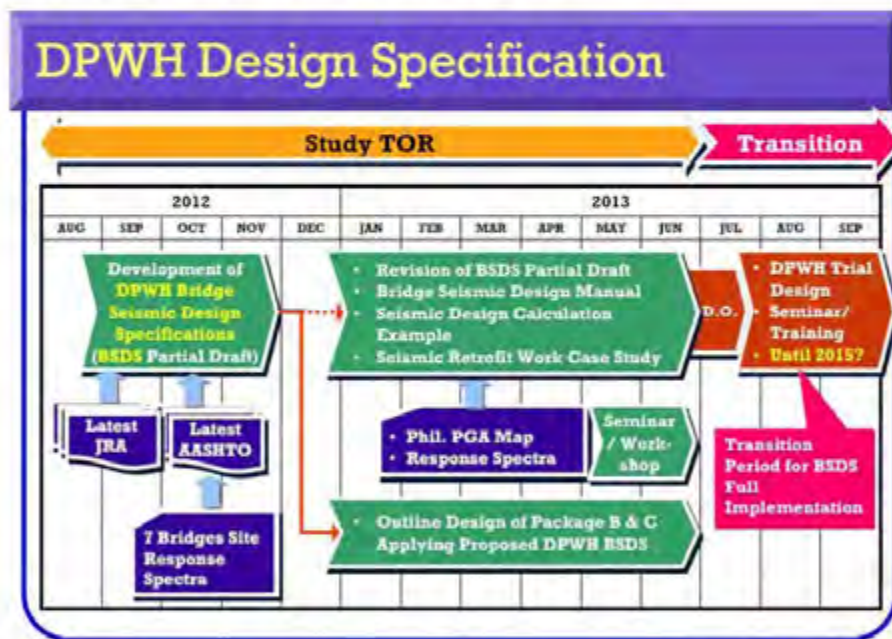 DPWH Design Specification
Study TOR
Transition
2012
2013
AUG SEP OCT NOV DEC JAN FEB MAR APR MAY JUN JUL AUG SEP
Development of
DPWH Bridge
Seismic Design
Specifications
(BSDS Partial Draft)
• Revision of BSDS Partial Draft
• Bridge Seismic Design Manual
• Seismic Design Calculation
Example
• Seismic Retrofit Work Case Study
D.O.
• DPWH Trial
Design
• Seminar/
Training
• Until 2015?
Latest
JRA
Latest
AASHTO
• Phil. PGA Map
• Response Spectra
Seminar
/ Work-
shop
Transition
Period for BSDS
Full
Implementation
7 Bridges Site
Response
Spectra
• Outline Design of Package B & C
Applying Proposed DPWH BSDS